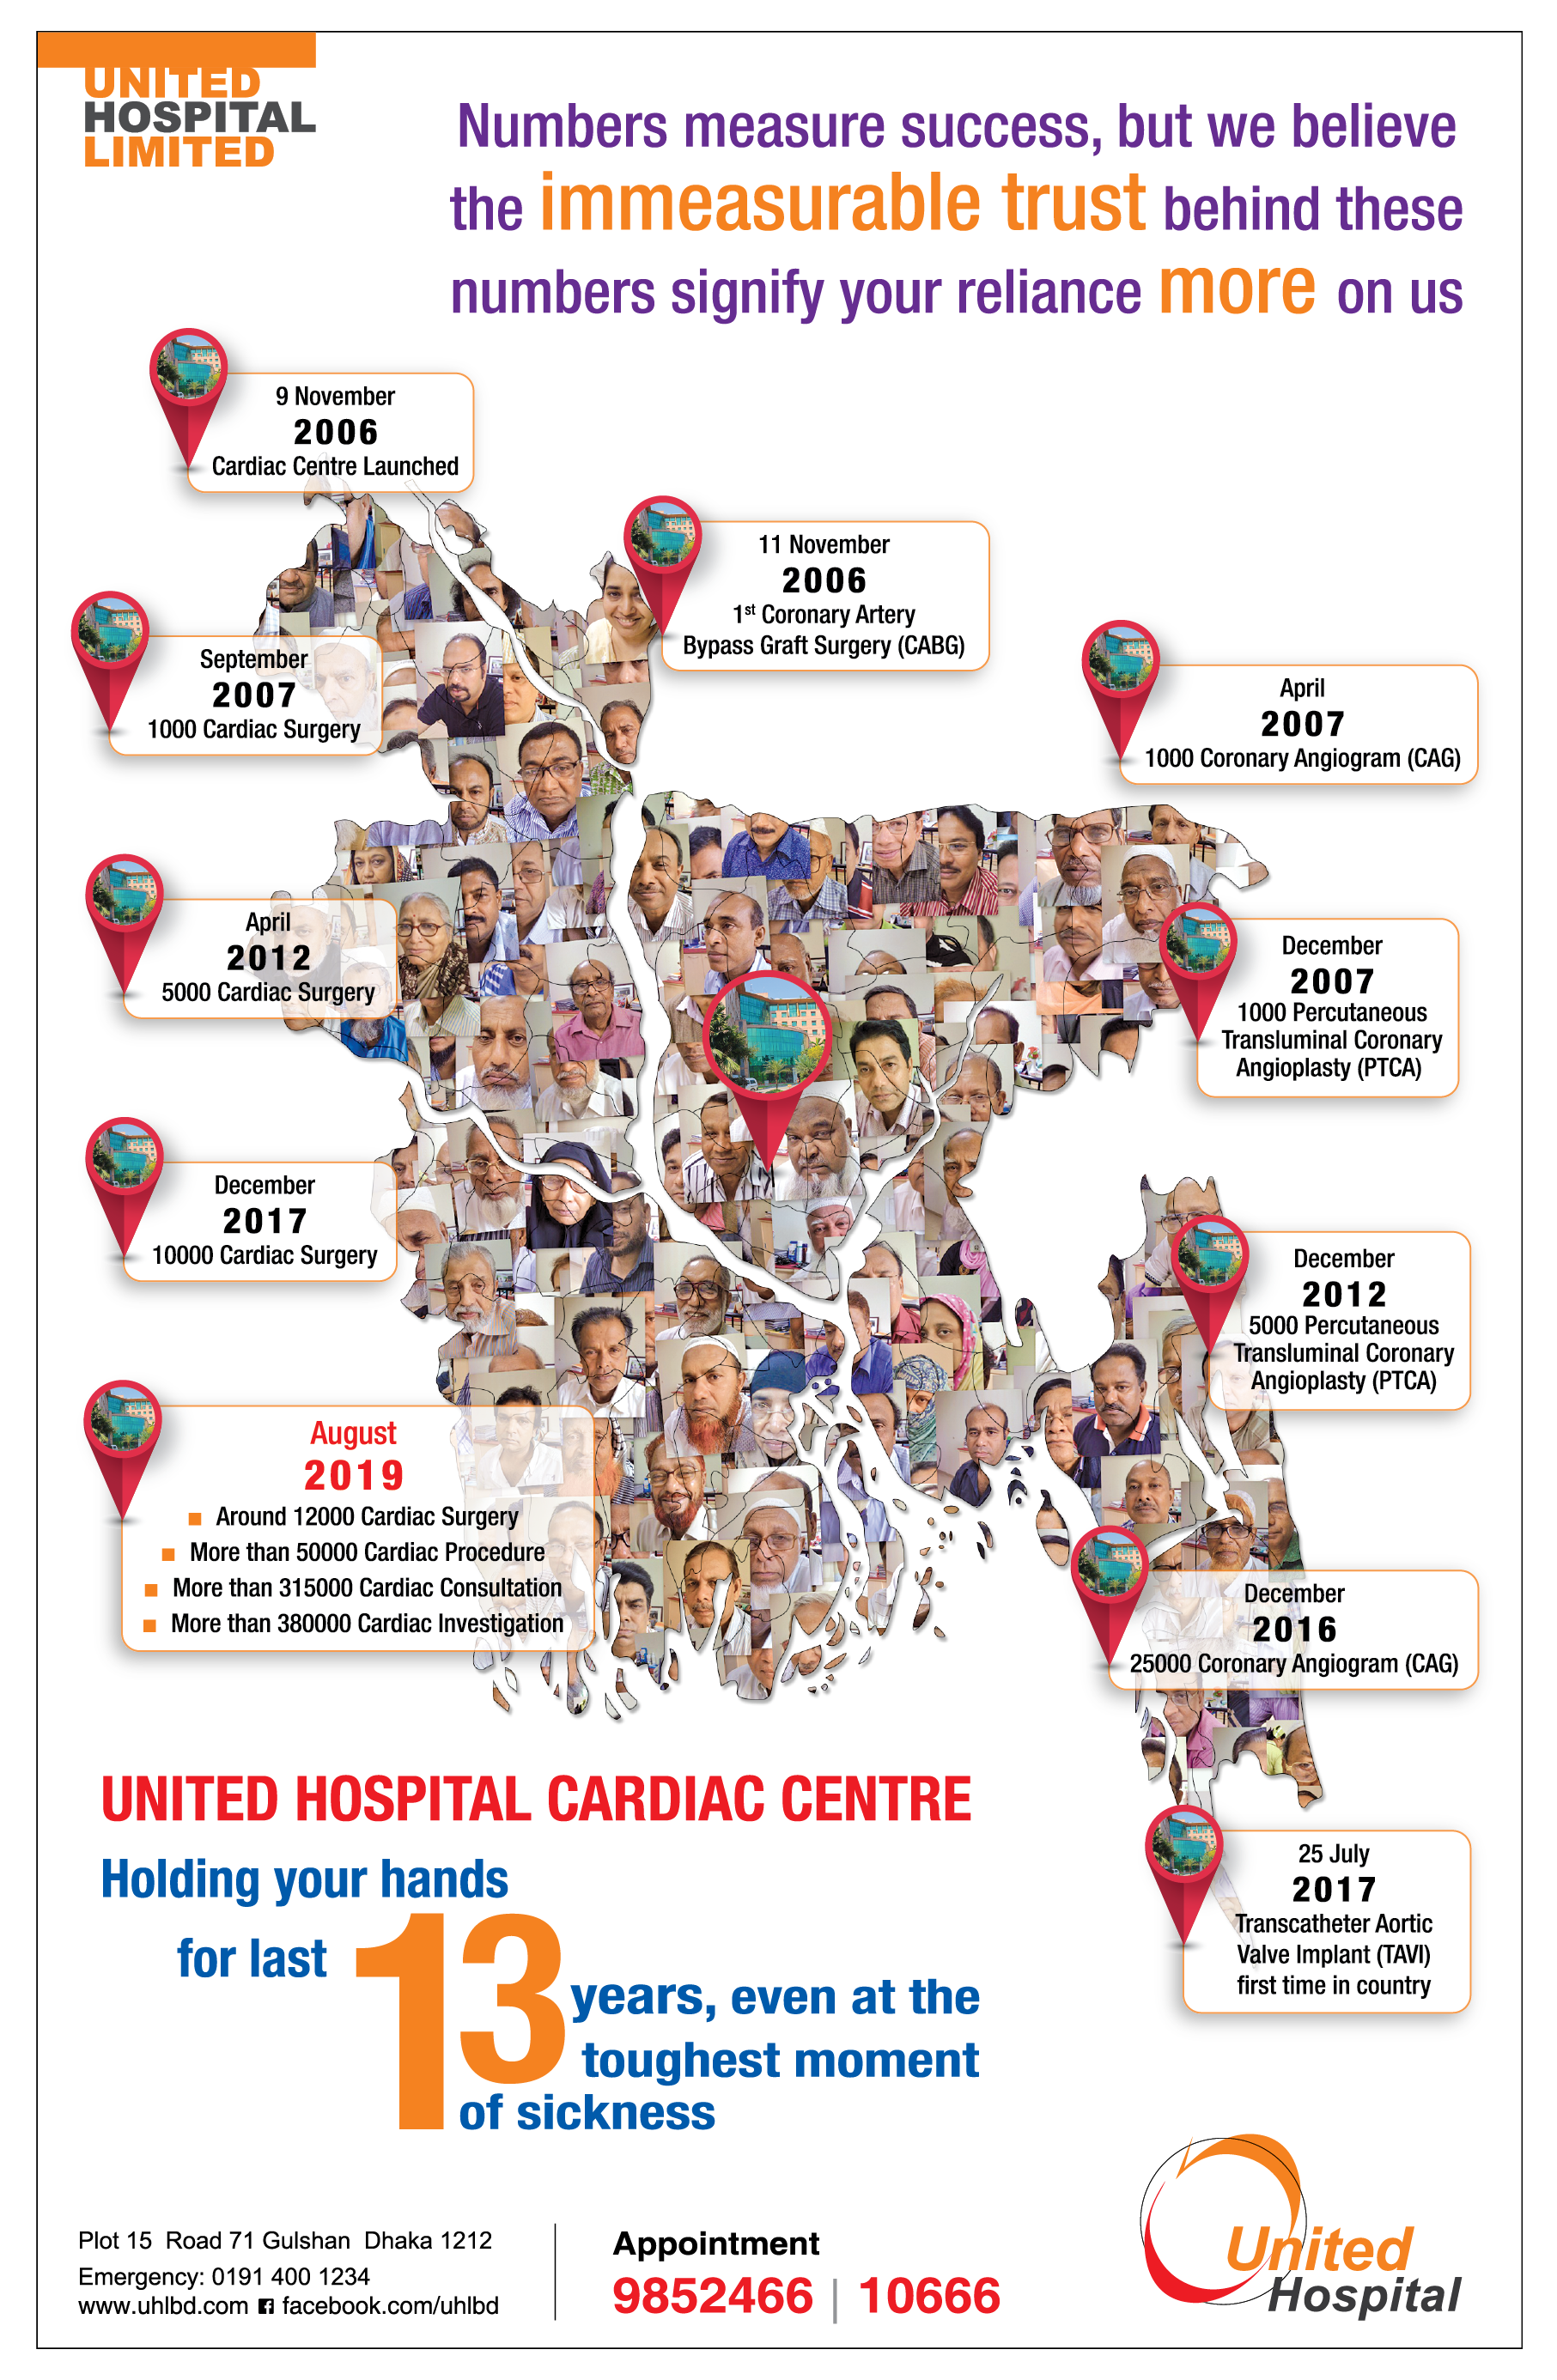 UNITED
HOSPITAL
LIMITED
Numbers measure success, but we believe
the immeasurable trust behind these
numbers signify your reliance more on us
9 November
2006
Cardiac Centre Launched
11 November
2006
1st Coronary Artery
Bypass Graft Surgery (CABG)
September
2007
1000 Cardiac Surgery
April
2007
1000 Coronary Angiogram (CAG)
April
2012
5000 Cardiac Surgery
December
2007
1000 Percutaneous
Transluminal Coronary
Angioplasty (PTCA)
December
2017
10000 Cardiac Surgery
December
2012
5000 Percutaneous
Transluminal Coronary
Angioplasty (PTCA)
August
2019
Around 12000 Cardiac Surgery
More than 50000 Cardiac Procedure
More than 315000 Cardiac Consultation
More than 380000 Cardiac Investigation
December
2016
25000 Coronary Angiogram (CAG)
25 July
2017
Transcatheter Aortic
Valve Implant (TAVI)
first time in country
UNITED HOSPITAL CARDIAC CENTRE
Holding your hands
for last 13 years, even at the
toughest moment
of sickness
Plot 15 Road 71 Gulshan Dhaka 1212
Emergency: 0191 400 1234
www.uhlbd.com facebook.com/uhlbd
Appointment
9852466 | 10666
United
Hospital